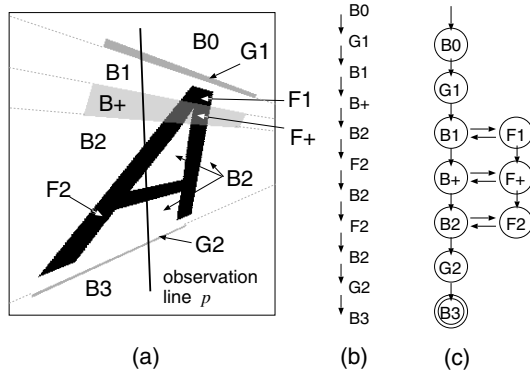 B0
G1
B1
B+
F1
B2
F+
F2
B2
G2
B3
observation
line p
(a)
B0
G1
B1
B+
B2
F2
B2
F2
B2
G2
B3
(b)
B0
G1
B1 F1
B+ F+
B2 F2
G2
B3
(c)